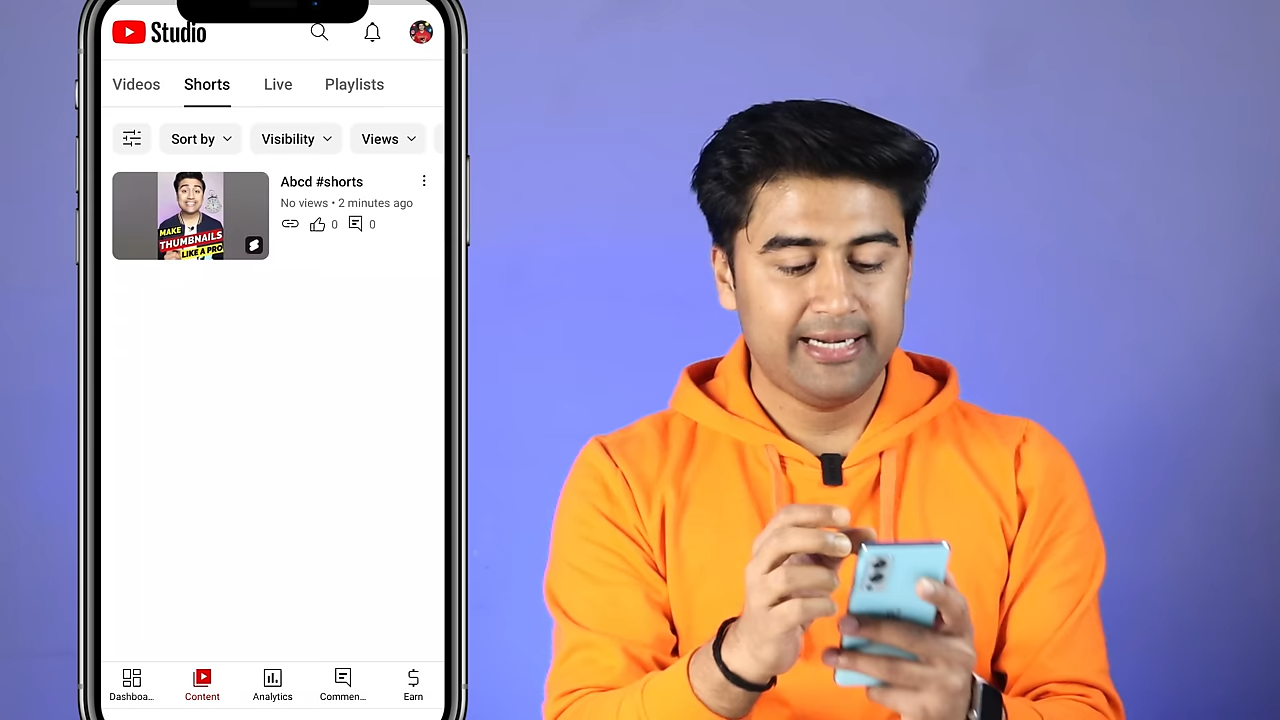 Studio
Videos Shorts Live Playlists
Sort by Visibility Views
MAKE
THUMBNAILS
LIKE A PRO
Abcd #shorts
No views • 2 minutes ago
0 0
Dashboa... Content Analytics Commen... Earn